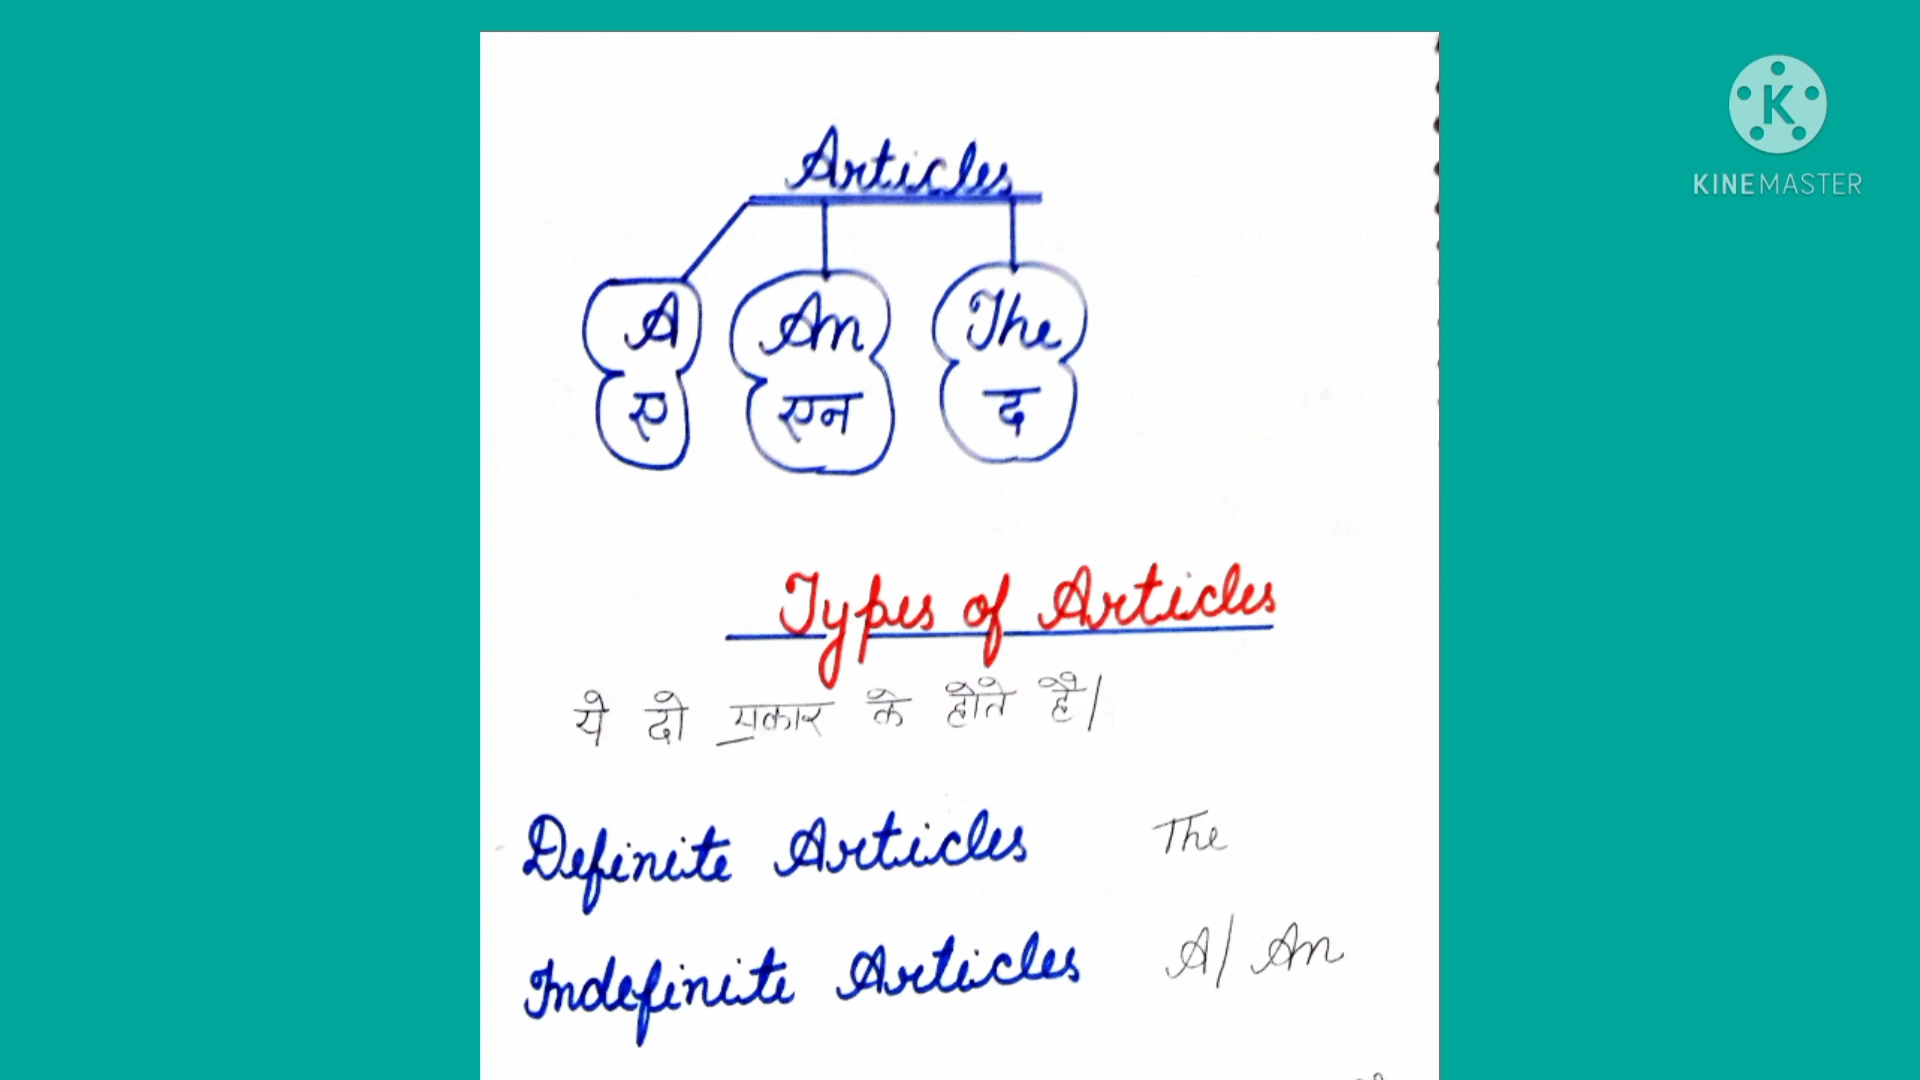 Articles
A An The
ए एन द
Types of Articles
ये दो प्रकार के होते है।
Definite Articles The
Indefinite Articles A/ An
KINEMASTER